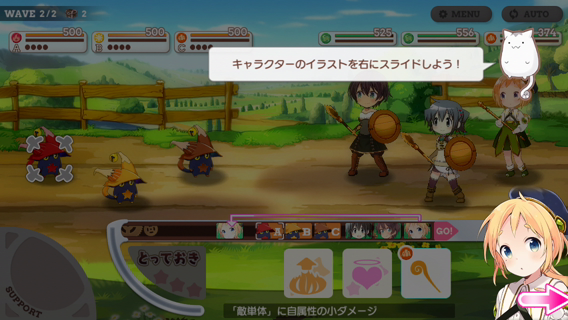 WAVE 2/2 2
MENU
AUTO
500 500 500 525 556 374
A B C
キャラクターのイラストを右にスライドしよう！
A B C GO!
とっておき
SUPPORT
「敵単体」に自属性の小ダメージ